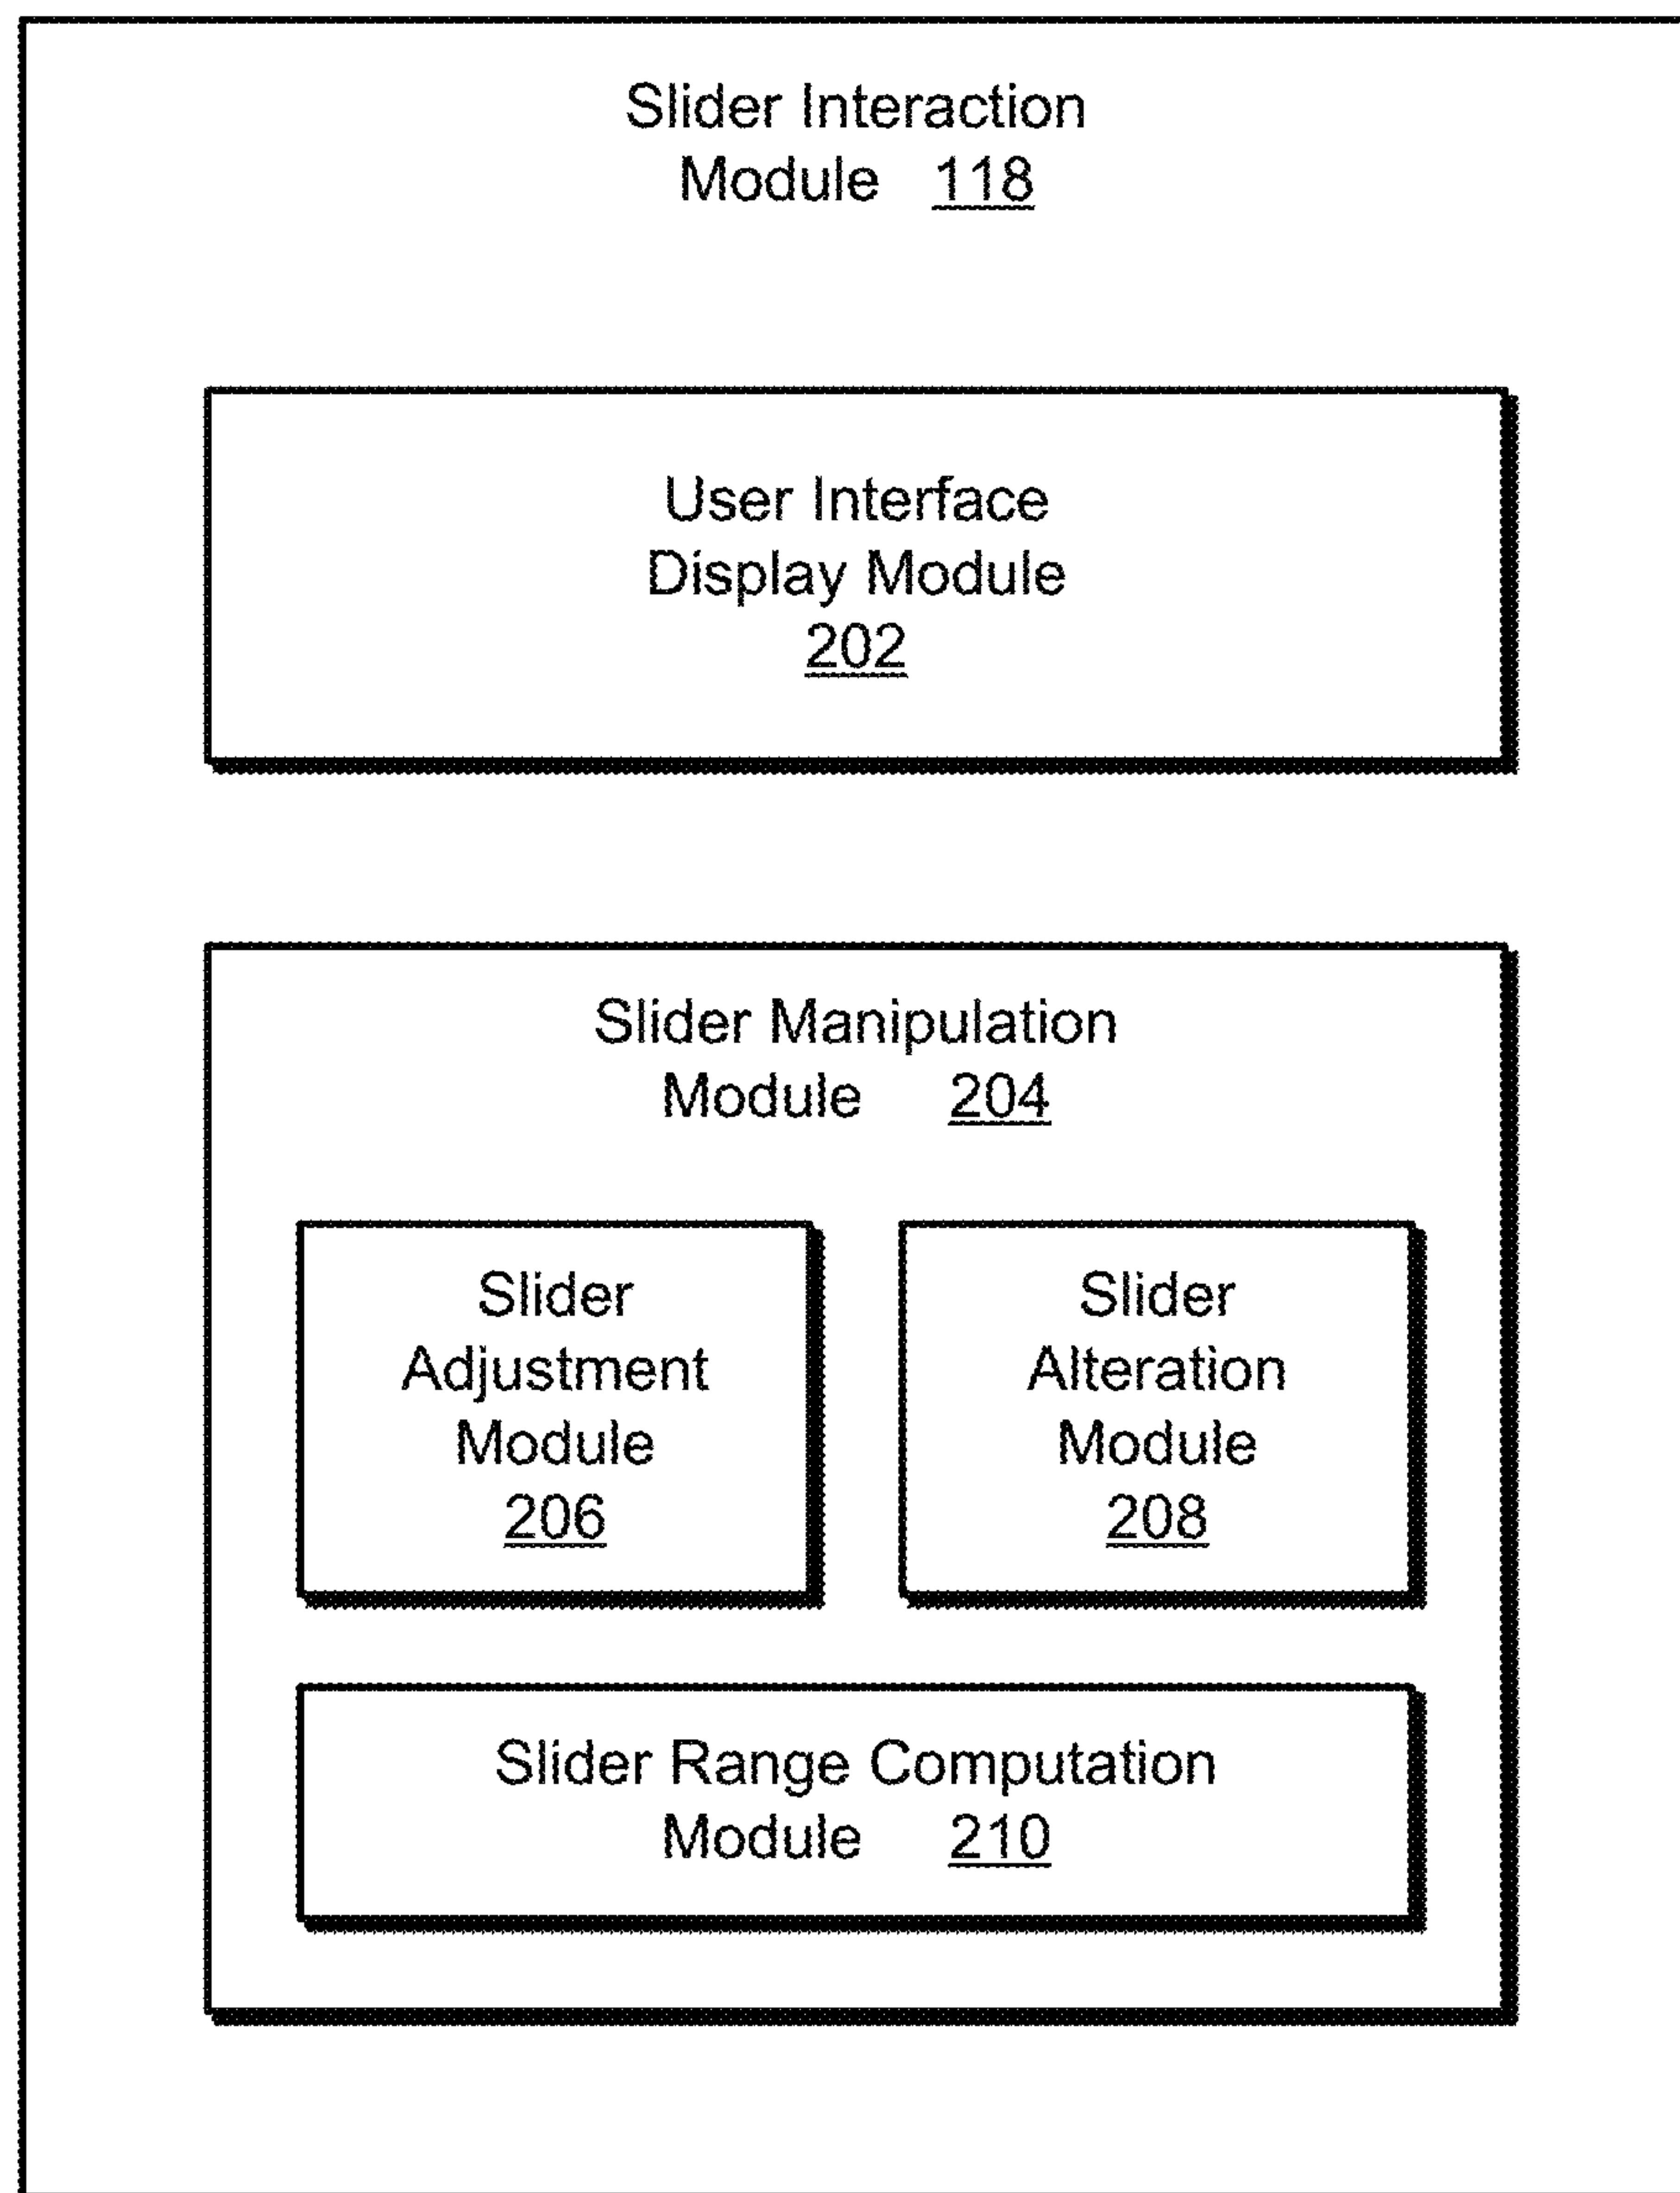 Slider Interaction
Module 118
User Interface
Display Module
202
Slider Manipulation
Module 204
Slider
Adjustment
Module
206
Slider
Alteration
Module
208
Slider Range Computation
Module 210